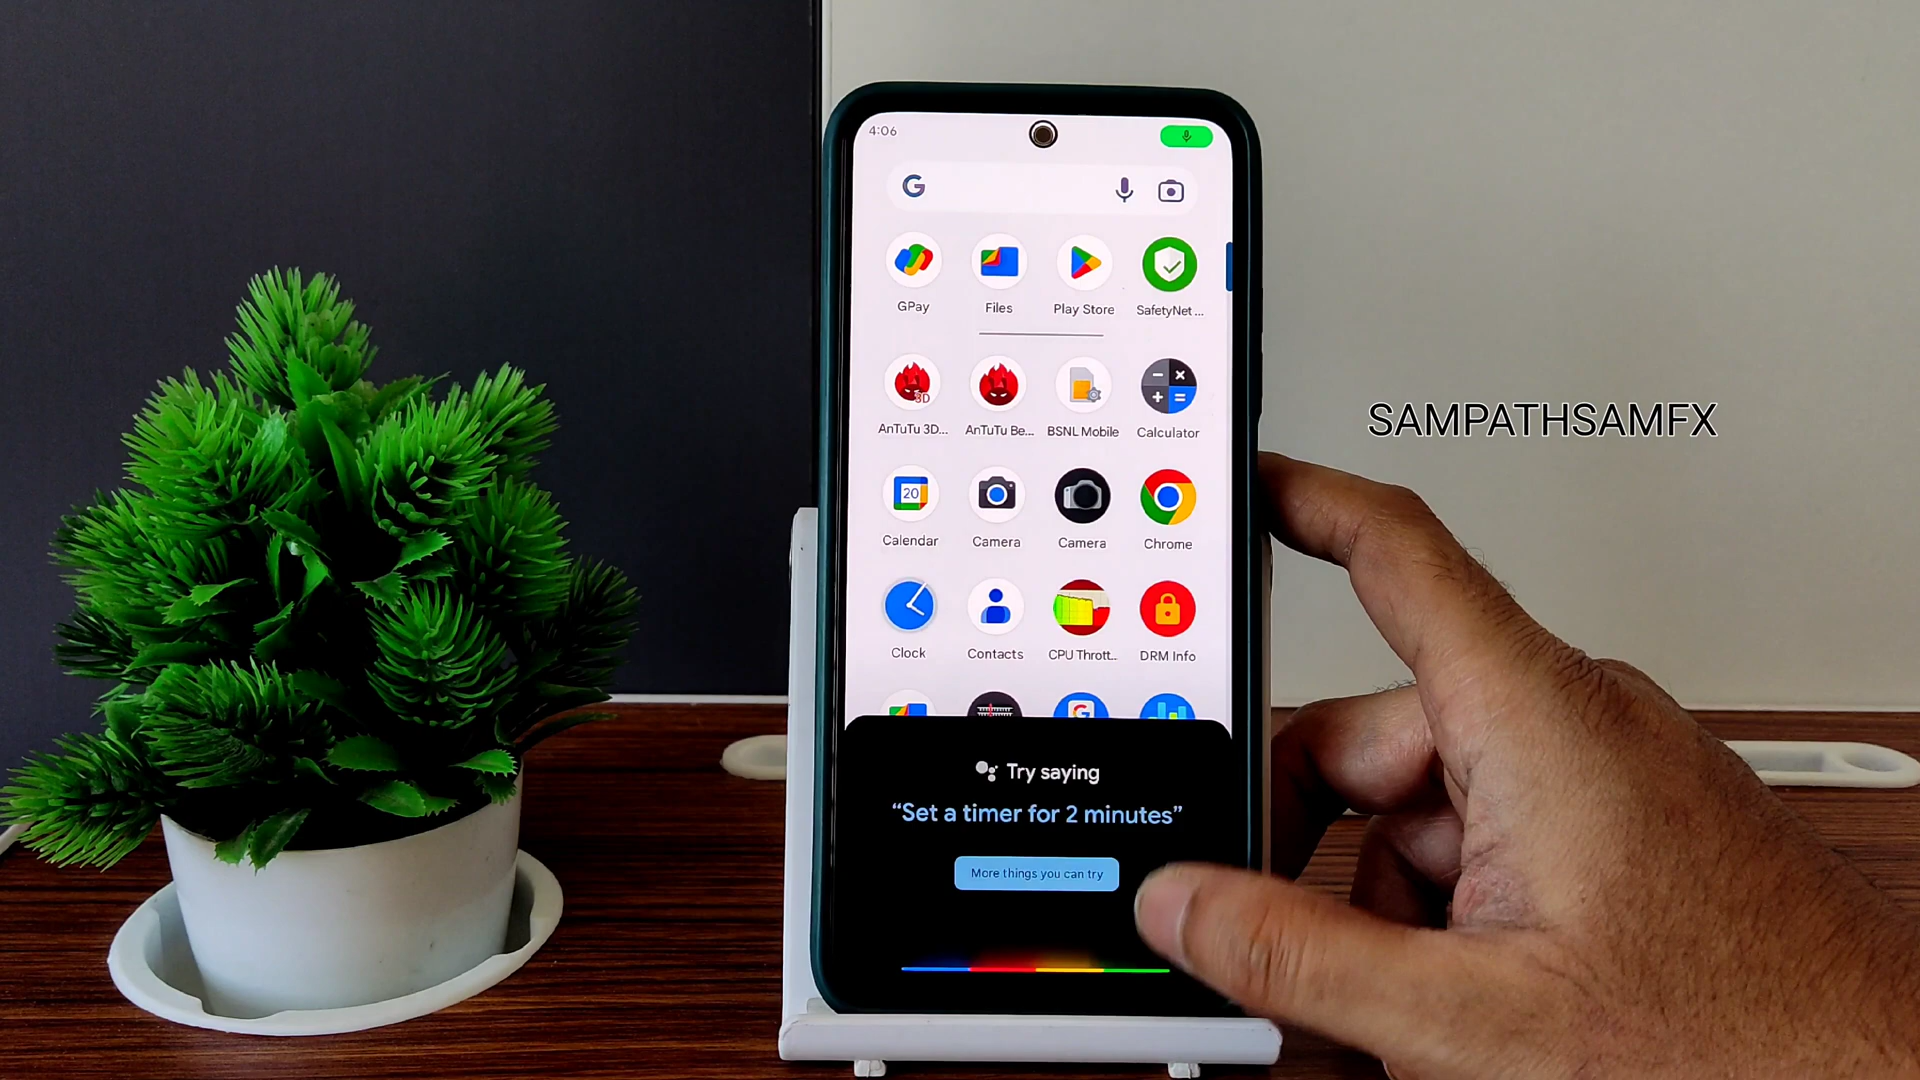 4:06
GPay
Files
Play Store
SafetyNet ...
AnTuTu 3D...
AnTuTu Be...
BSNL Mobile
Calculator
Calendar
Camera
Camera
Chrome
Clock
Contacts
CPU Thrott..
DRM Info
Try saying
“Set a timer for 2 minutes”
More things you can try
SAMPATHSAMFX